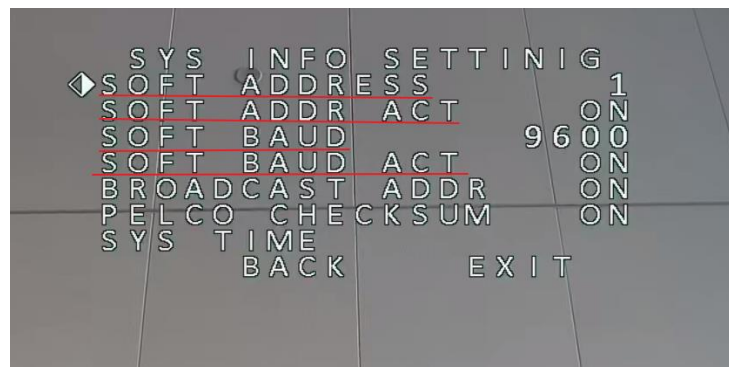 SYS INFO SETTINIG
SOFT ADDRESS 1
SOFT ADDR ACT ON
SOFT BAUD 9600
SOFT BAUD ACT ON
BROADCAST ADDR ON
PELCO CHECKSUM ON
SYS TIME
BACK EXIT